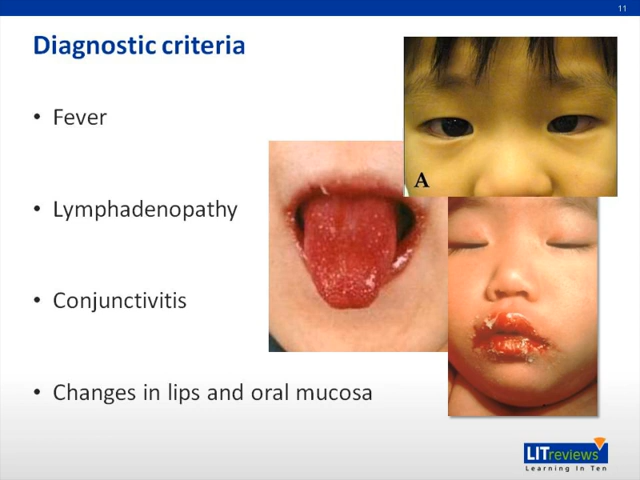 11
Diagnostic criteria
• Fever
• Lymphadenopathy
• Conjunctivitis
• Changes in lips and oral mucosa
A
LITreviews
Learning In Ten